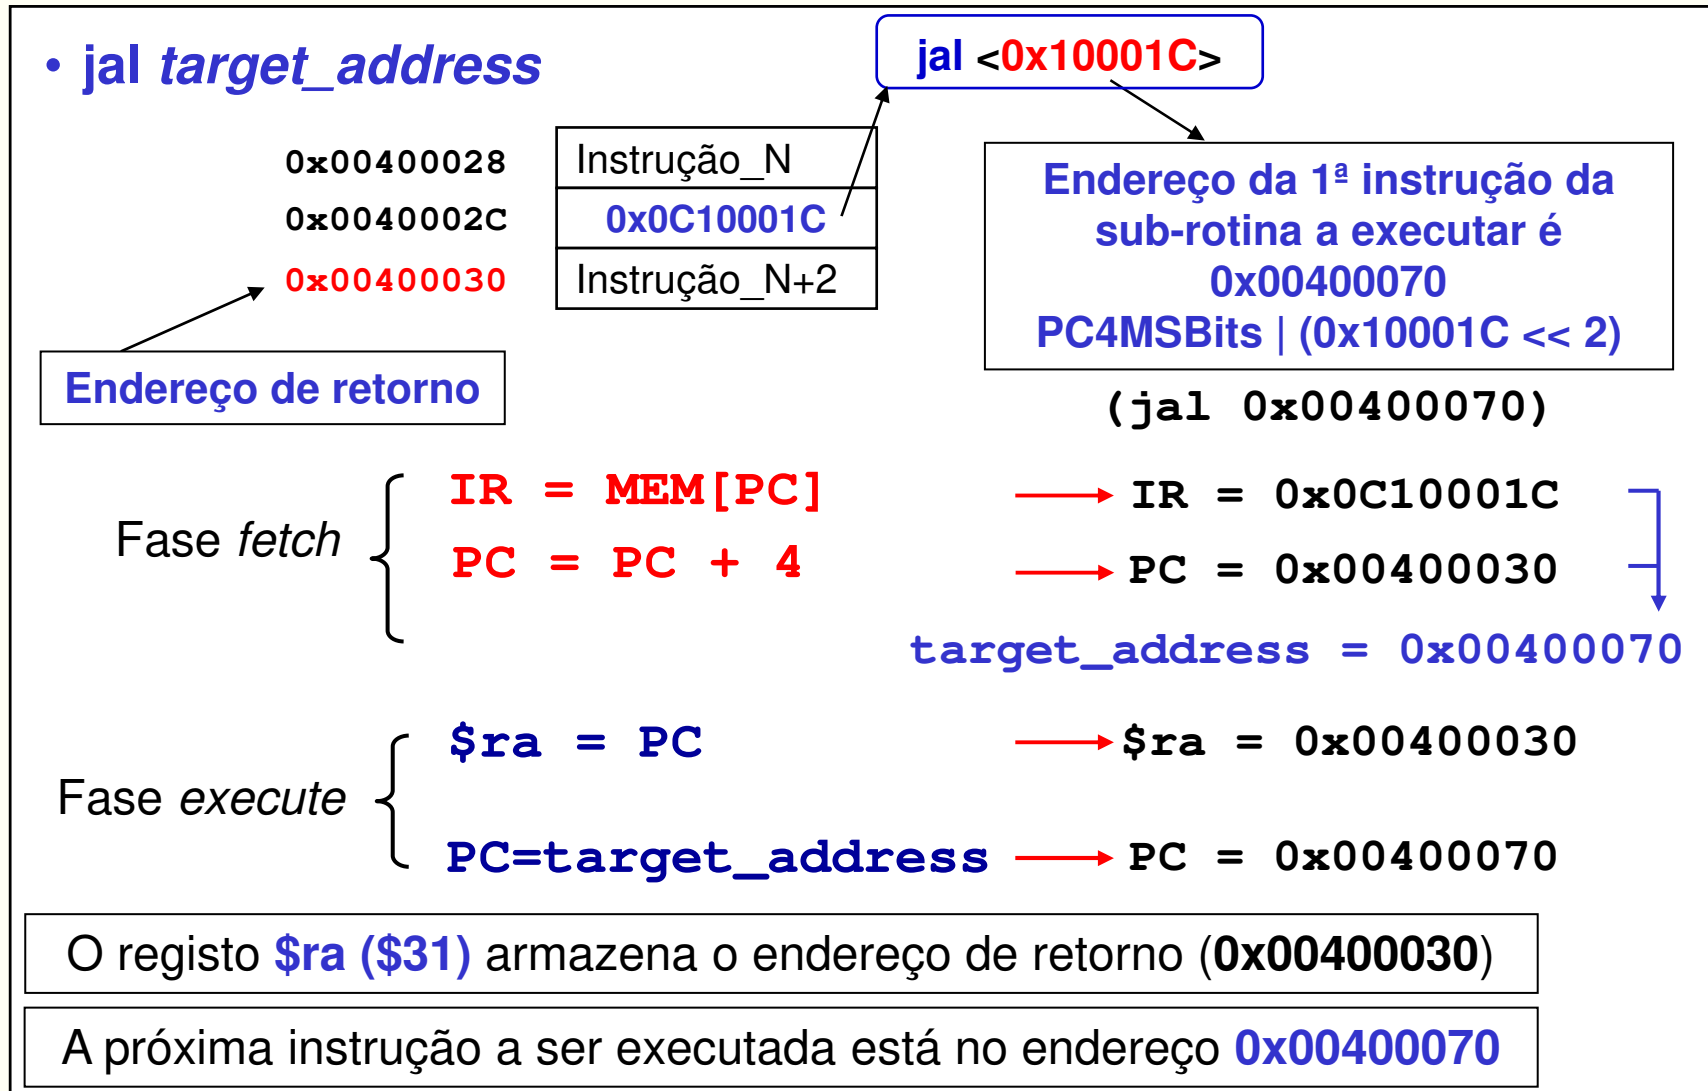 • jal target_address
jal <0x10001C>
0x00400028 Instrução_N
0x0040002C 0x0C10001C
0x00400030 Instrução_N+2
Endereço de retorno
Endereço da 1ª instrução da
sub-rotina a executar é
0x00400070
PC4MSBits | (0x10001C << 2)
(jal 0x00400070)
Fase fetch
IR = MEM[PC] IR = 0x0C10001C
PC = PC + 4 PC = 0x00400030
target_address = 0x00400070
Fase execute
$ra = PC $ra = 0x00400030
PC=target_address PC = 0x00400070
O registo $ra ($31) armazena o endereço de retorno (0x00400030)
A próxima instrução a ser executada está no endereço 0x00400070